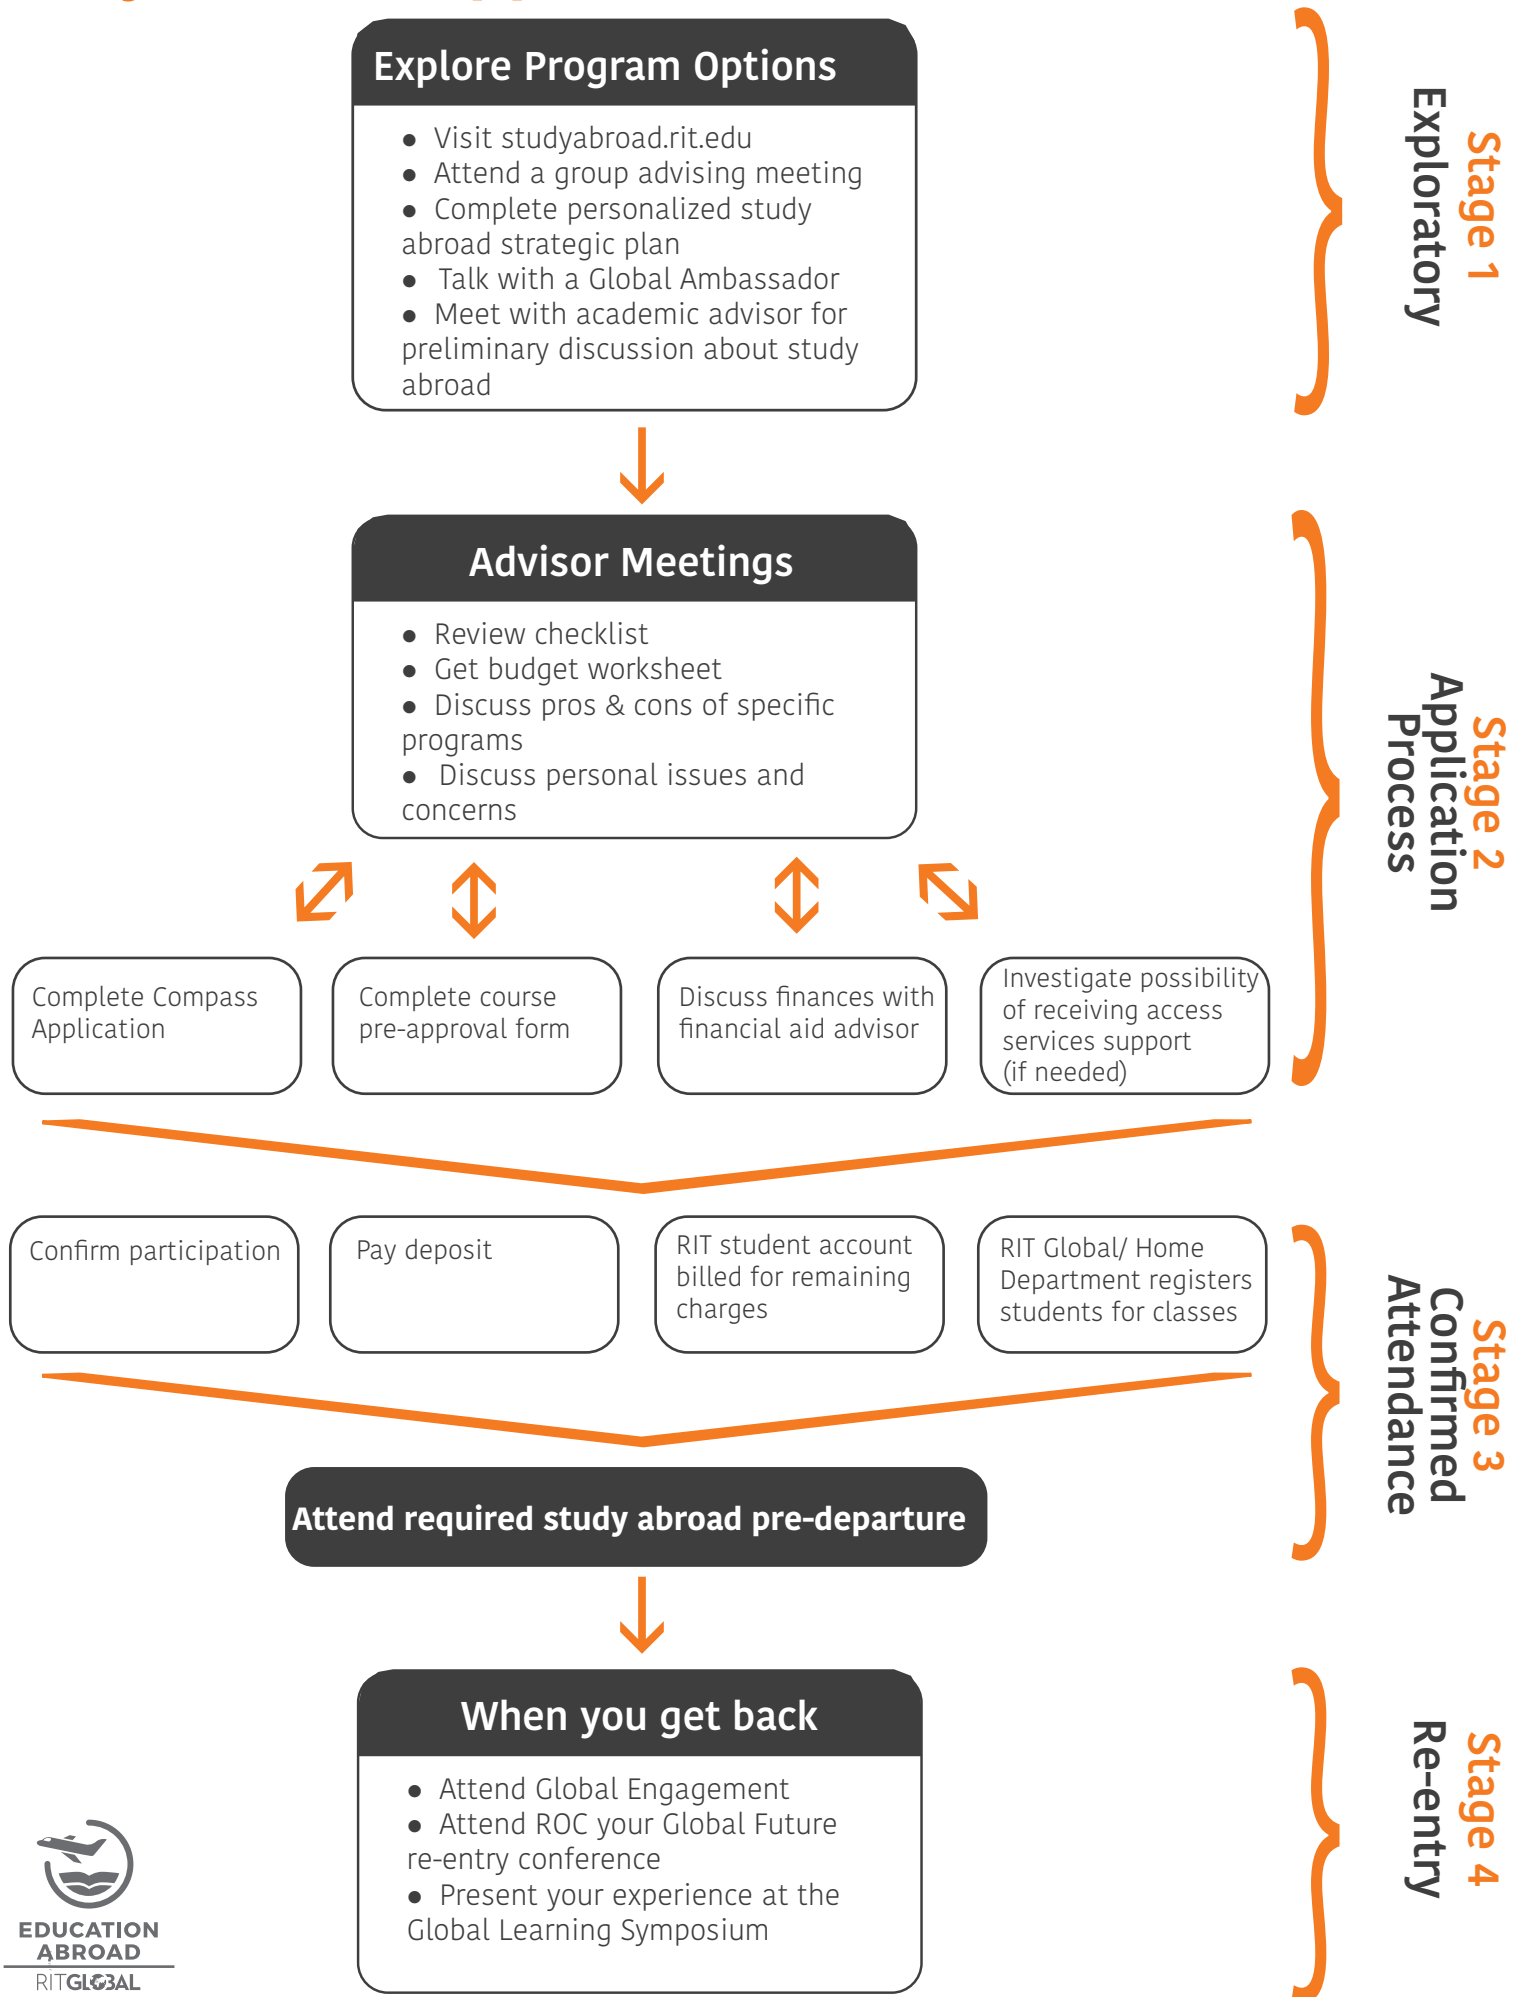 Explore Program Options
● Visit studyabroad.rit.edu
● Attend a group advising meeting
● Complete personalized study
abroad strategic plan
● Talk with a Global Ambassador
● Meet with academic advisor for
preliminary discussion about study
abroad
Stage 1
Exploratory
Advisor Meetings
● Review checklist
● Get budget worksheet
● Discuss pros & cons of specific
programs
● Discuss personal issues and
concerns
Stage 2
Application
Process
Complete Compass
Application
Complete course
pre-approval form
Discuss finances with
financial aid advisor
Investigate possibility
of receiving access
services support
(if needed)
Confirm participation
Pay deposit
RIT student account
billed for remaining
charges
RIT Global/ Home
Department registers
students for classes
Stage 3
Confirmed
Attendance
Attend required study abroad pre-departure
When you get back
● Attend Global Engagement
● Attend ROC your Global Future
re-entry conference
● Present your experience at the
Global Learning Symposium
Stage 4
Re-entry
EDUCATION
ABROAD
RITGLOBAL